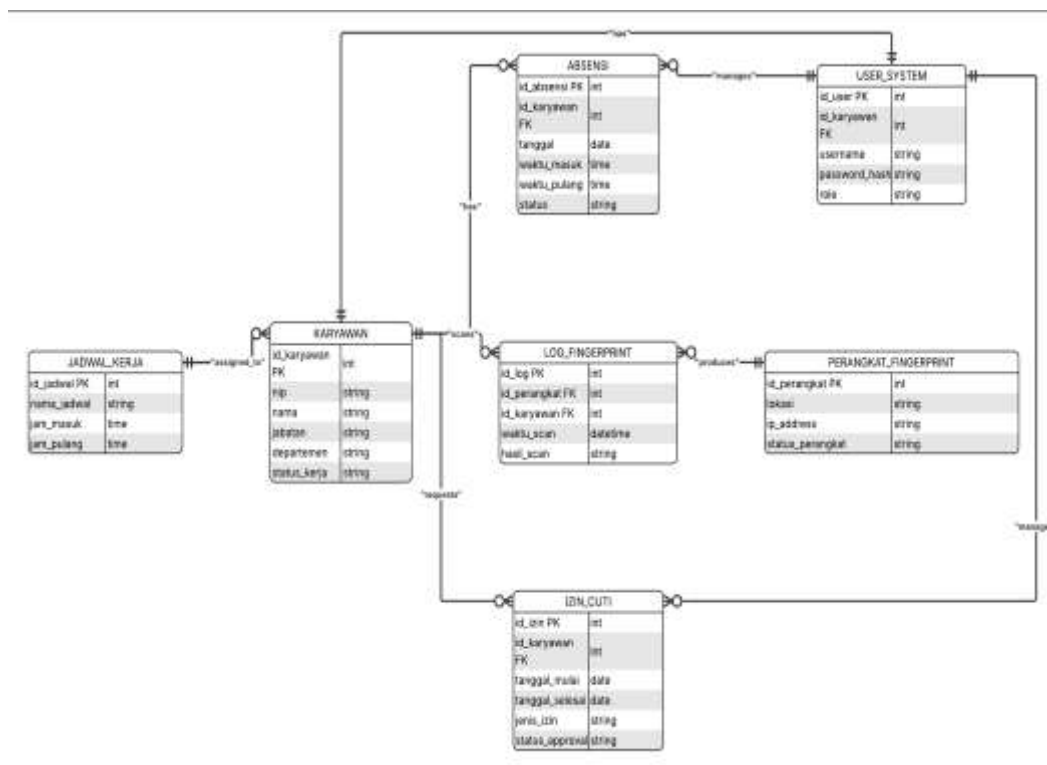 "has"
ABSENSI
id_absensi PK int
id_karyawan FK int
tanggal date
waktu_masuk time
waktu_pulang time
status string
"manages"
USER_SYSTEM
id_user PK int
id_karyawan FK int
username string
password_hash string
role string
"has"
KARYAWAN
id_karyawan PK int
nip string
nama string
jabatan string
departemen string
status_kerja string
"scans"
JADWAL_KERJA
id_jadwal PK int
nama_jadwal string
jam_masuk time
jam_pulang time
"assigned_to"
LOG_FINGERPRINT
id_log PK int
id_perangkat FK int
id_karyawan FK int
waktu_scan datetime
hasil_scan string
"produces"
PERANGKAT_FINGERPRINT
id_perangkat PK int
lokasi string
ip_address string
status_perangkat string
"requests"
"manage
IZIN_CUTI
id_izin PK int
id_karyawan FK int
tanggal_mulai date
tanggal_selesai date
jenis_izin string
status_approval string